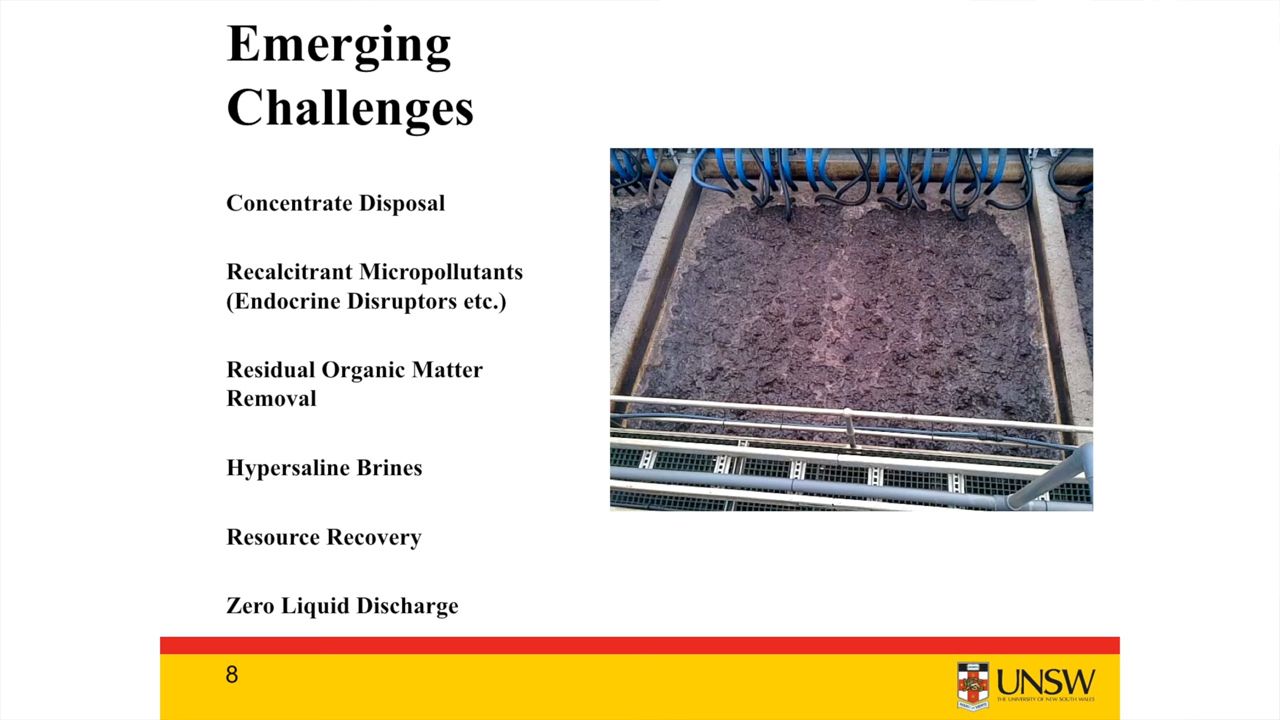 Emerging
Challenges
Concentrate Disposal
Recalcitrant Micropollutants
(Endocrine Disruptors etc.)
Residual Organic Matter
Removal
Hypersaline Brines
Resource Recovery
Zero Liquid Discharge
8
UNSW
THE UNIVERSITY OF NEW SOUTH WALES